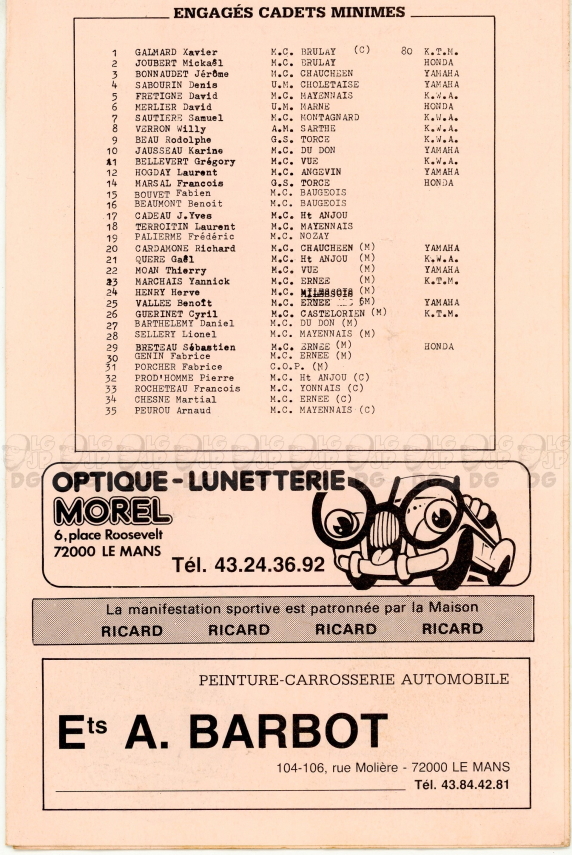 ENGAGÉS CADETS MINIMES
1 GALMARD Xavier M.C. BRULAY (C) 80 K.T.M.
2 JOUBERT Mickaël M.C. BRULAY HONDA
3 BONNAUDET Jérôme M.C. CHAUCHEEN YAMAHA
4 SABOURIN Denis U.M. CHOLETAISE YAMAHA
5 FRETIGNE David M.C. MAYENNAIS K.W.A.
6 MERLIER David U.M. MARNE HONDA
7 SAUTIERE Samuel M.C. MONTAGNARD K.W.A.
8 VERRON Willy A.M. SARTHE K.W.A.
9 BEAU Rodolphe G.S. TORCE K.W.A.
10 JAUSSEAU Karine M.C. DU DON YAMAHA
11 BELLEVERT Grégory M.C. VUE K.W.A.
12 HOGDAY Laurent M.C. ANGEVIN YAMAHA
14 MARSAL Francois G.S. TORCE HONDA
15 BOUVET Fabien M.C. BAUGEOIS
16 BEAUMONT Benoit M.C. BAUGEOIS
17 CADEAU J.Yves M.C. Ht ANJOU
18 TERROITIN Laurent M.C. MAYENNAIS
19 PALIERME Frédéric M.C. NOZAY
20 CARDAMONE Richard M.C. CHAUCHEEN (M) YAMAHA
21 QUERE Gaël M.C. Ht ANJOU (M) K.W.A.
22 MOAN Thierry M.C. VUE (M) YAMAHA
23 MARCHAIS Yannick M.C. ERNEE (M) K.T.M.
24 HENRY Herve M.C. MILESSOIS (M)
25 VALLEE Benoît M.C. ERNEE (M) YAMAHA
26 GUERINET Cyril M.C. CASTELORIEN (M) K.T.M.
27 BARTHELEMY Daniel M.C. DU DON (M)
28 SELLERY Lionel M.C. MAYENNAIS (M)
29 BRETEAU Sébastien M.C. ERNEE (M) HONDA
30 GENIN Fabrice M.C. ERNEE (M)
31 PORCHER Fabrice C.O.P. (M)
32 PROD'HOMME Pierre M.C. Ht ANJOU (C)
33 ROCHETEAU Francois M.C. YONNAIS (C)
34 CHESNE Martial M.C. ERNEE (C)
35 PEUROU Arnaud M.C. MAYENNAIS (C)
OPTIQUE-LUNETTERIE
MOREL
6, place Roosevelt
72000 LE MANS
Tél. 43.24.36.92
La manifestation sportive est patronnée par la Maison
RICARD RICARD RICARD RICARD
PEINTURE-CARROSSERIE AUTOMOBILE
Ets A. BARBOT
104-106, rue Molière - 72000 LE MANS
Tél. 43.84.42.81